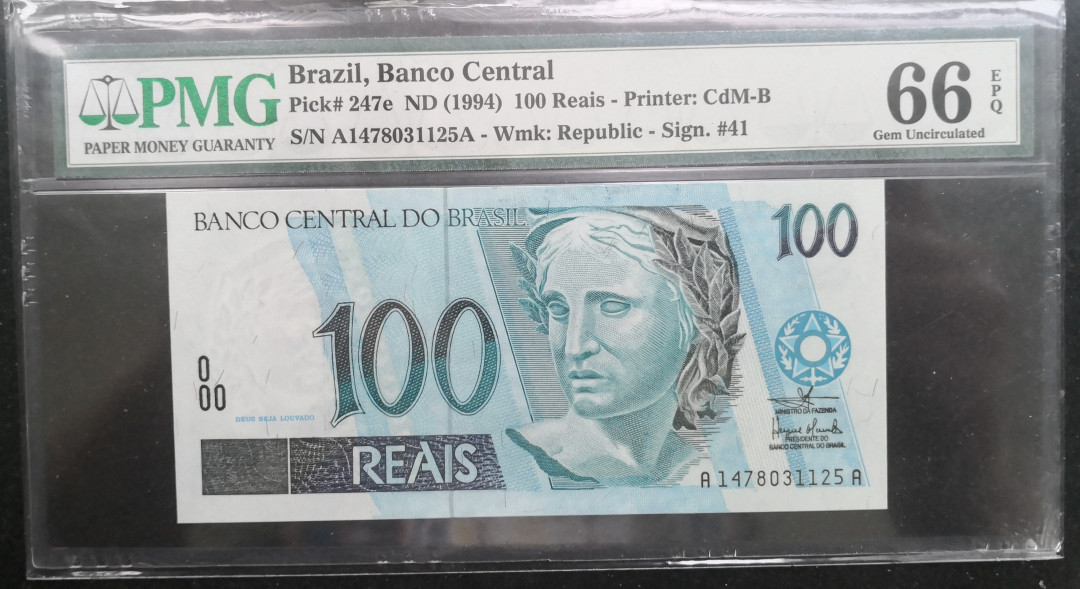 PMG
PAPER MONEY GUARANTY
Brazil, Banco Central
Pick# 247e ND (1994) 100 Reais - Printer: CdM-B
S/N A1478031125A - Wmk: Republic - Sign. #41
66
EPQ
Gem Uncirculated
BANCO CENTRAL DO BRASIL
100
100
0
00
DEUS SEJA LOUVADO
MINISTRO DA FAZENDA
PRESIDENTE DO
BANCO CENTRAL DO BRASIL
REAIS
A1478031125A